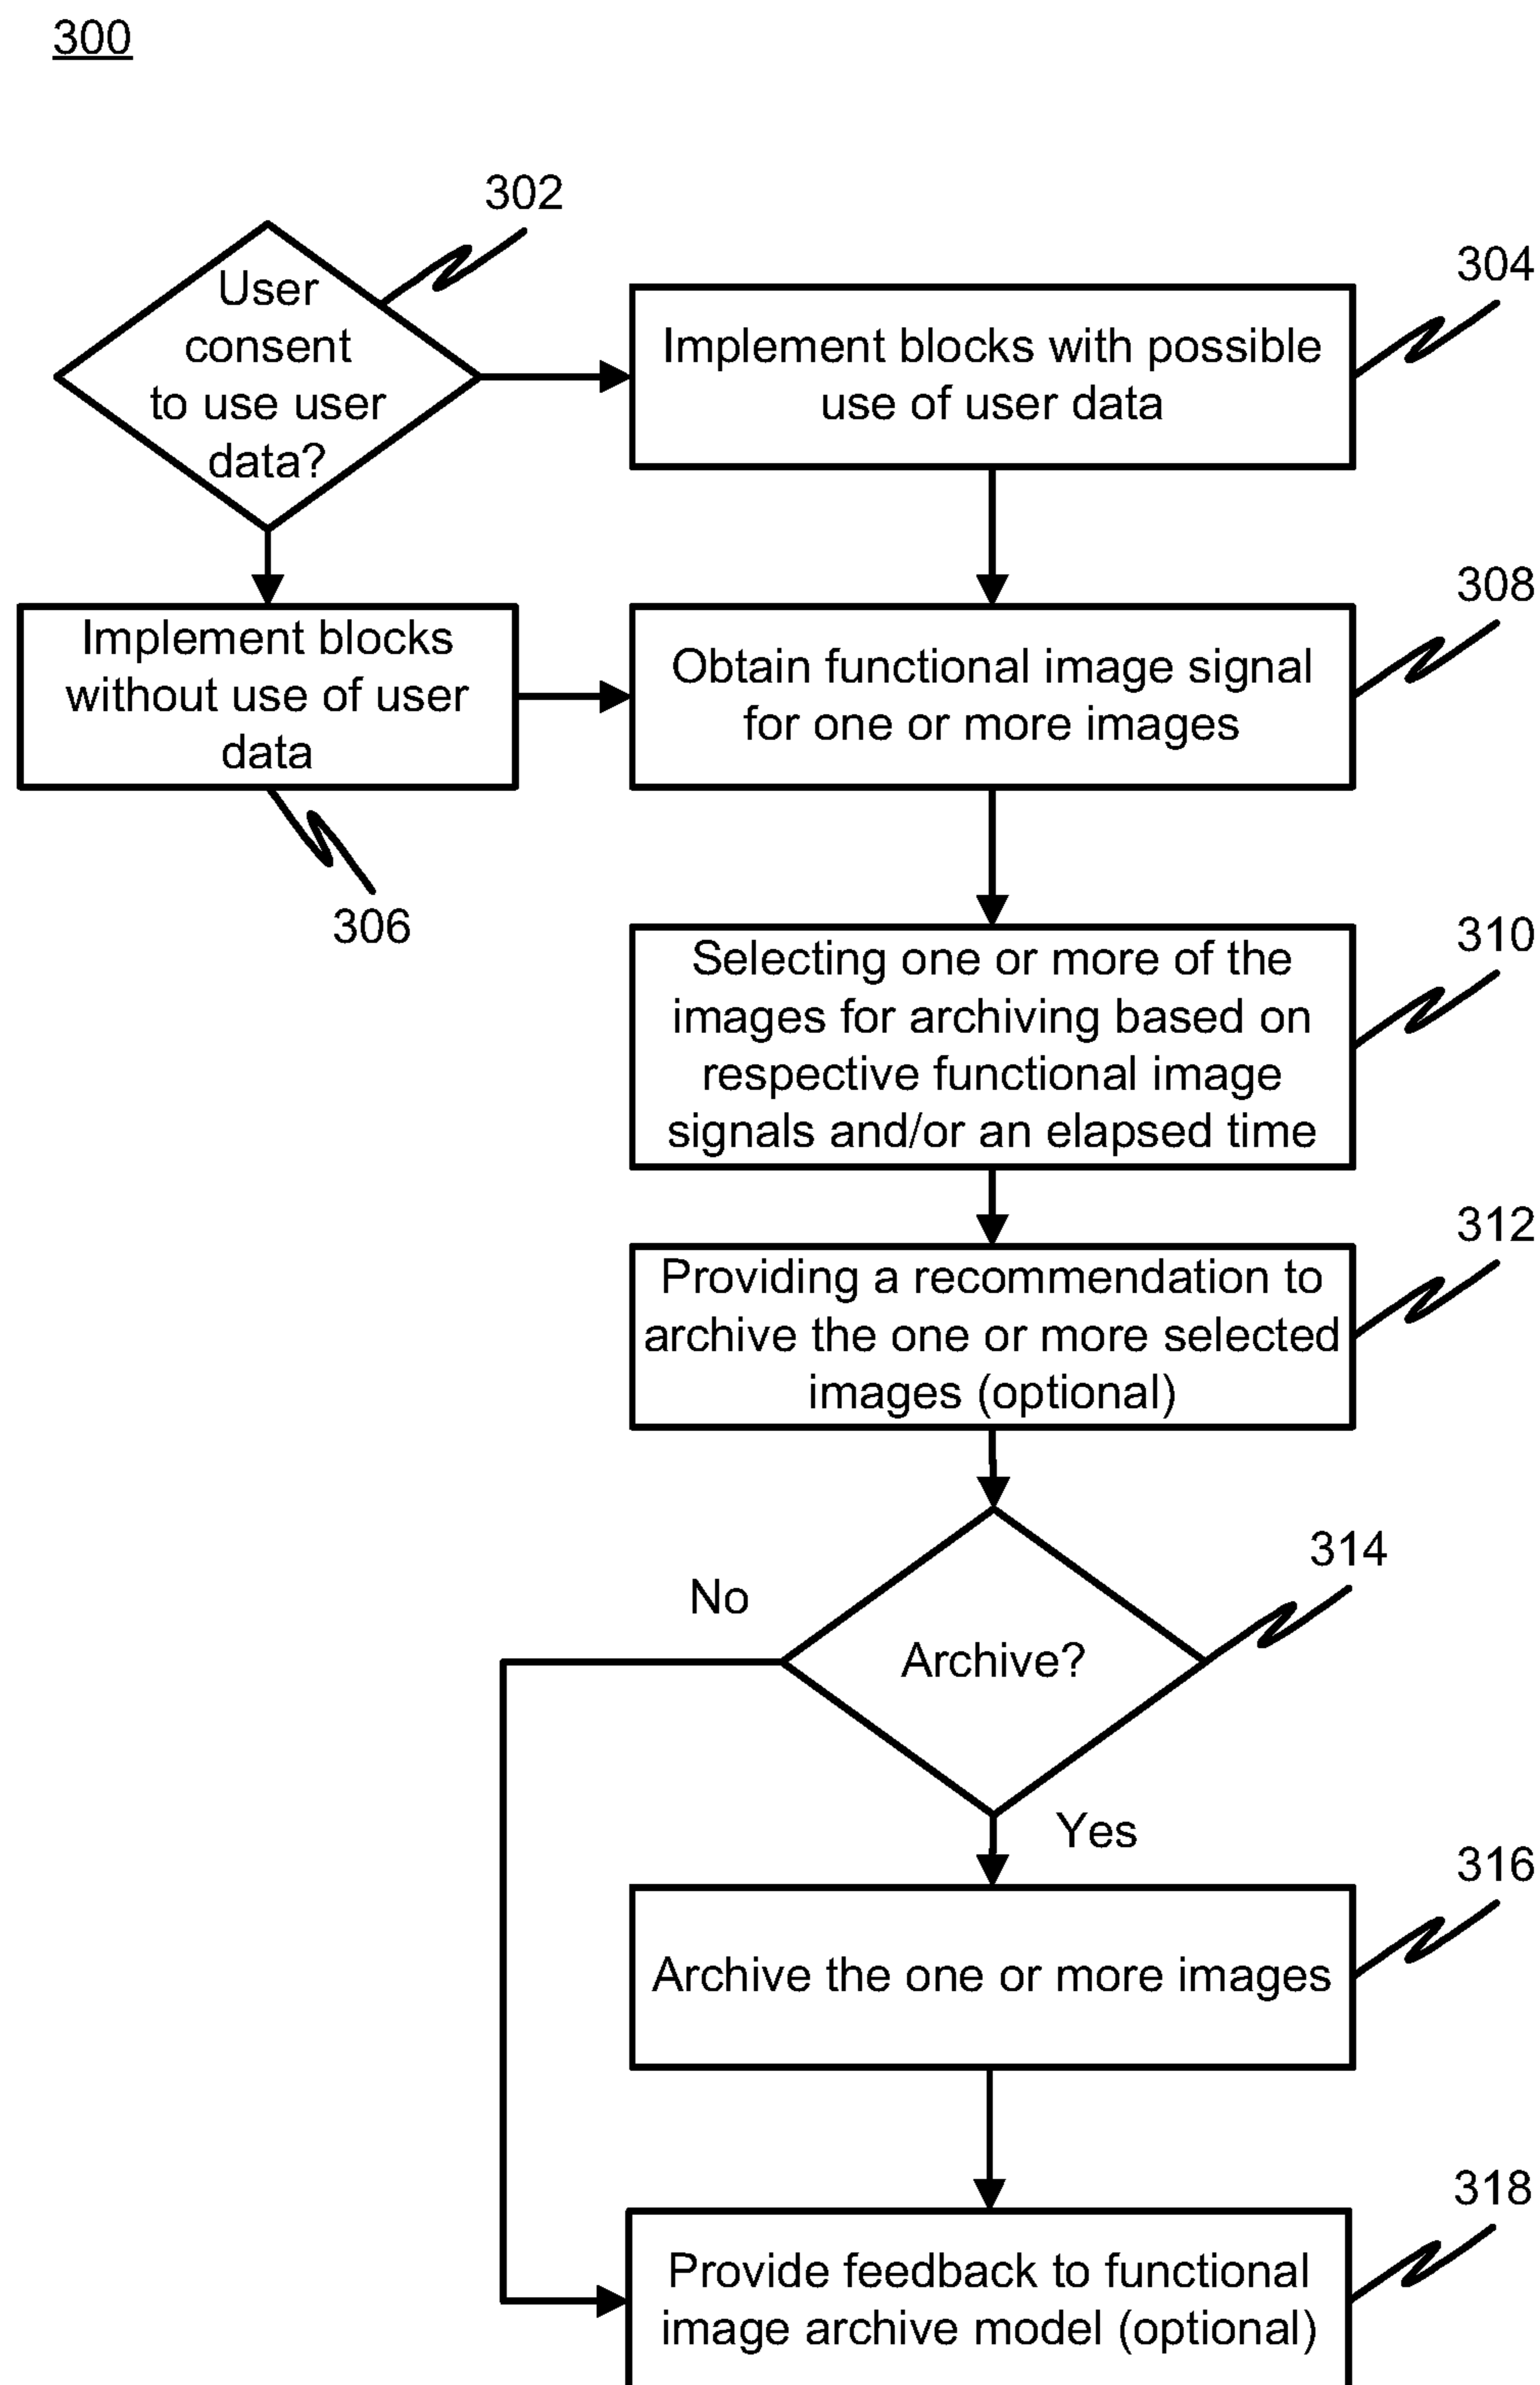 300
302
User
consent
to use user
data?
304
Implement blocks with possible
use of user data
Implement blocks
without use of user
data
306
308
Obtain functional image signal
for one or more images
310
Selecting one or more of the
images for archiving based on
respective functional image
signals and/or an elapsed time
312
Providing a recommendation to
archive the one or more selected
images (optional)
314
Archive?
No
Yes
316
Archive the one or more images
318
Provide feedback to functional
image archive model (optional)